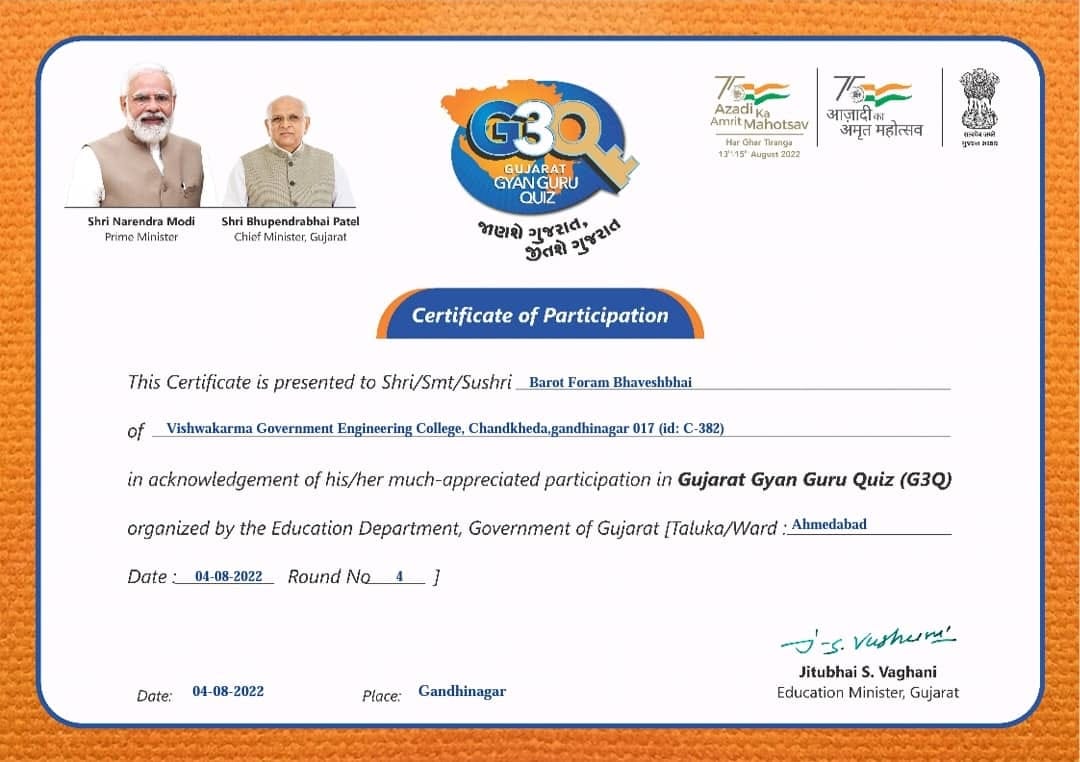 Shri Narendra Modi
Prime Minister
Shri Bhupendrabhai Patel
Chief Minister, Gujarat
G3Q
GUJARAT
GYAN GURU
QUIZ
જાણશે ગુજરાત,
જીતશે ગુજરાત
75
Azadi Ka
Amrit Mahotsav
Har Ghar Tiranga
13th-15th August 2022
75
आज़ादी का
अमृत महोत्सव
सत्यमेव जयते
ગુજરાત સરકાર
Certificate of Participation
This Certificate is presented to Shri/Smt/Sushri Barot Foram Bhaveshbhai
of Vishwakarma Government Engineering College, Chandkheda,gandhinagar 017 (id: C-382)
in acknowledgement of his/her much-appreciated participation in Gujarat Gyan Guru Quiz (G3Q)
organized by the Education Department, Government of Gujarat [Taluka/Ward : Ahmedabad
Date : 04-08-2022 Round No 4 ]
Jitubhai S. Vaghani
Education Minister, Gujarat
Date: 04-08-2022 Place: Gandhinagar